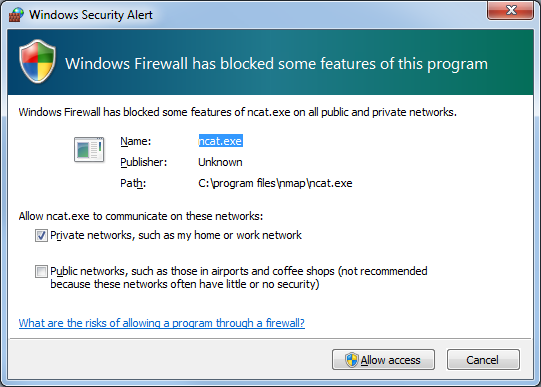 Windows Security Alert
Windows Firewall has blocked some features of this program
Windows Firewall has blocked some features of ncat.exe on all public and private networks.
Name: ncat.exe
Publisher: Unknown
Path: C:\program files\nmap\ncat.exe
Allow ncat.exe to communicate on these networks:
Private networks, such as my home or work network
Public networks, such as those in airports and coffee shops (not recommended
because these networks often have little or no security)
What are the risks of allowing a program through a firewall?
Allow access Cancel